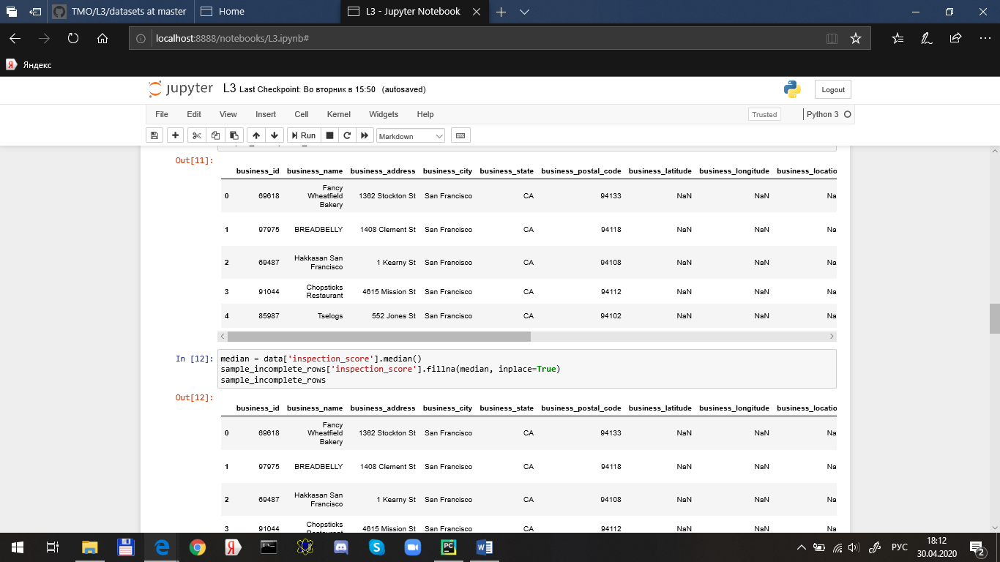 TMO/L3/datasets at master
Home
L3 - Jupyter Notebook
localhost:8888/notebooks/L3.ipynb#
Я Яндекс
jupyter L3 Last Checkpoint: Во вторник в 15:50 (autosaved)
Logout
File Edit View Insert Cell Kernel Widgets Help
Trusted Python 3
Run Markdown
Out[11]:
business_id business_name business_address business_city business_state business_postal_code business_latitude business_longitude business_locatio
0 69618 Fancy Wheatfield Bakery 1362 Stockton St San Francisco CA 94133 NaN NaN Na
1 97975 BREADBELLY 1408 Clement St San Francisco CA 94118 NaN NaN Na
2 69487 Hakkasan San Francisco 1 Kearny St San Francisco CA 94108 NaN NaN Na
3 91044 Chopsticks Restaurant 4615 Mission St San Francisco CA 94112 NaN NaN Na
4 85987 Tselogs 552 Jones St San Francisco CA 94102 NaN NaN Na
In [12]: median = data['inspection_score'].median()
sample_incomplete_rows['inspection_score'].fillna(median, inplace=True)
sample_incomplete_rows
Out[12]:
business_id business_name business_address business_city business_state business_postal_code business_latitude business_longitude business_locatio
0 69618 Fancy Wheatfield Bakery 1362 Stockton St San Francisco CA 94133 NaN NaN Na
1 97975 BREADBELLY 1408 Clement St San Francisco CA 94118 NaN NaN Na
2 69487 Hakkasan San Francisco 1 Kearny St San Francisco CA 94108 NaN NaN Na
3 91044 Chopsticks 4615 Mission St San Francisco CA 94112 NaN NaN Na
РУС
18:12
30.04.2020
2